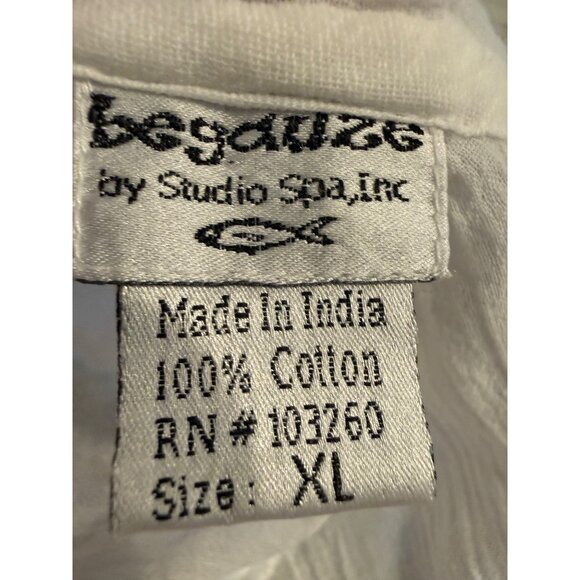 begauze
by Studio Spa,Inc
Made In India
100% Cotton
RN # 103260
Size: XL